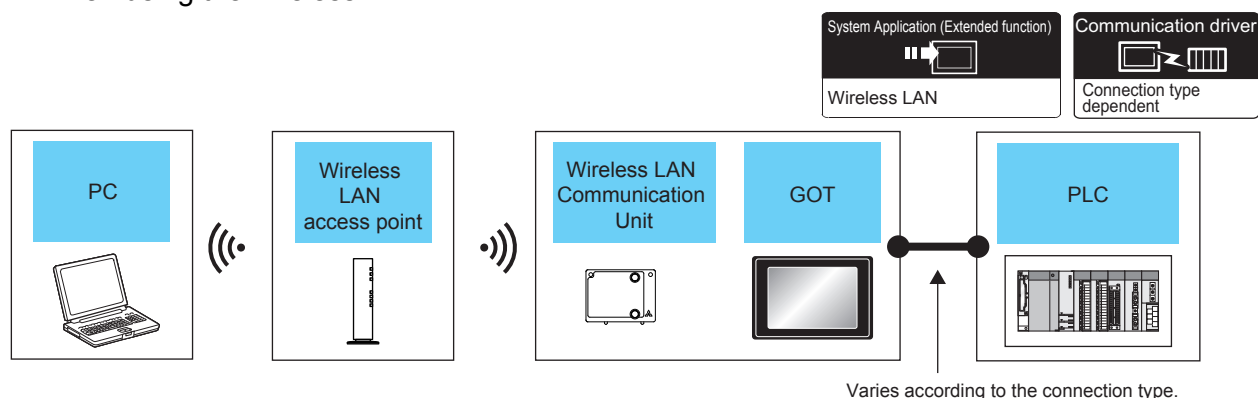 System Application (Extended function)
Wireless LAN
Communication driver
Connection type
dependent
PC
Wireless
LAN
access point
Wireless LAN
Communication
Unit
GOT
PLC
Varies according to the connection type.